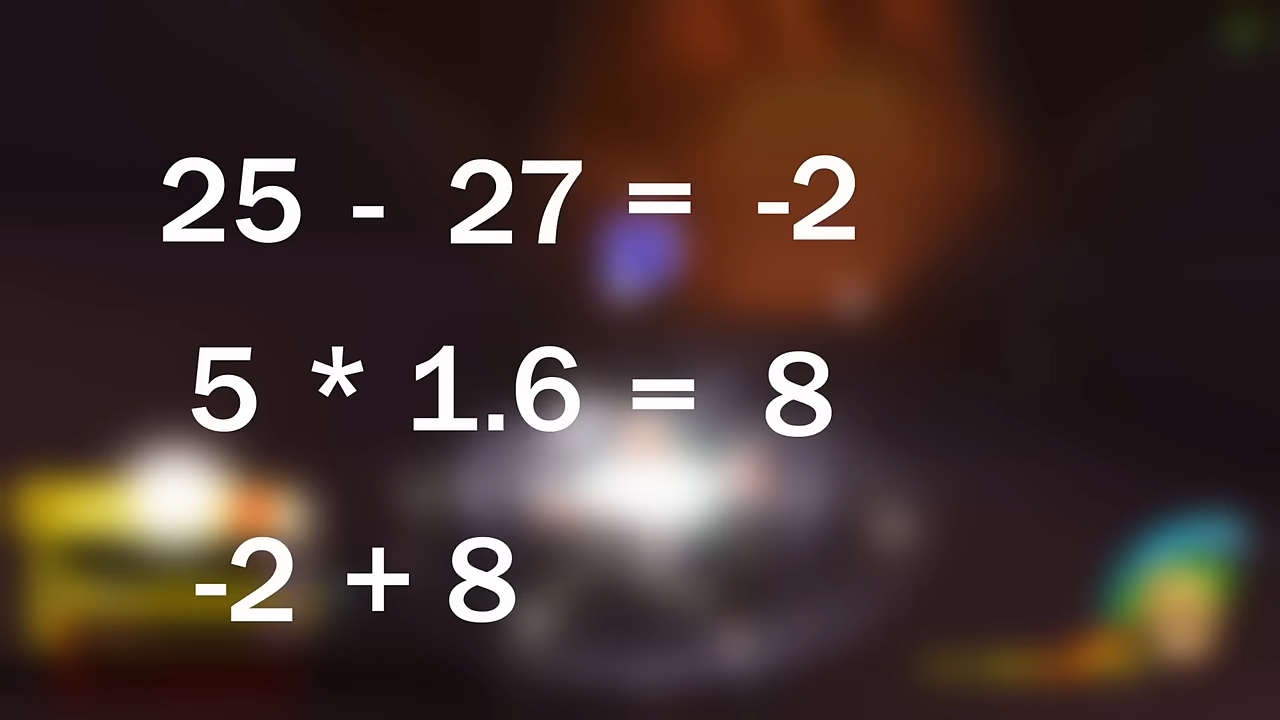 25 - 27 = -2
5 * 1.6 = 8
-2 + 8